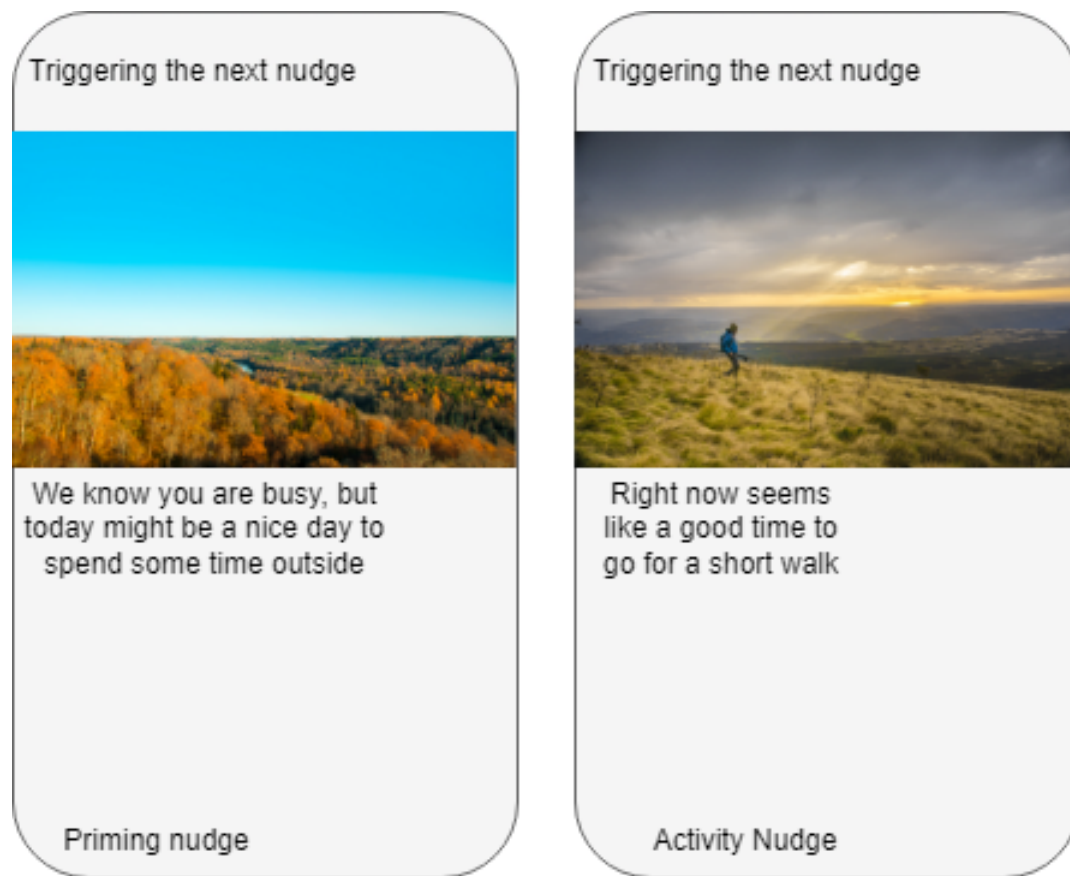 Triggering the next nudge
We know you are busy, but
today might be a nice day to
spend some time outside
Priming nudge
Triggering the next nudge
Right now seems
like a good time to
go for a short walk
Activity Nudge